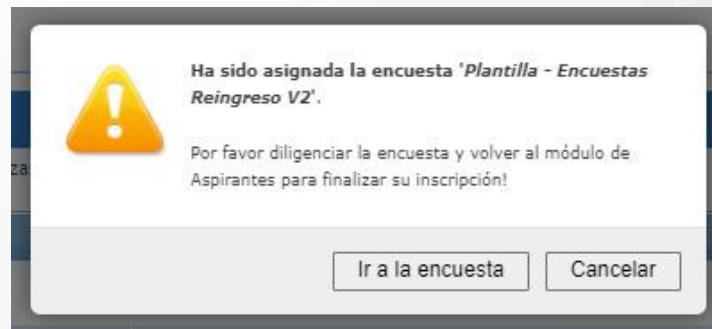 Ha sido asignada la encuesta 'Plantilla - Encuestas
Reingreso V2'.
Por favor diligenciar la encuesta y volver al módulo de
Aspirantes para finalizar su inscripción!
za
Ir a la encuesta
Cancelar